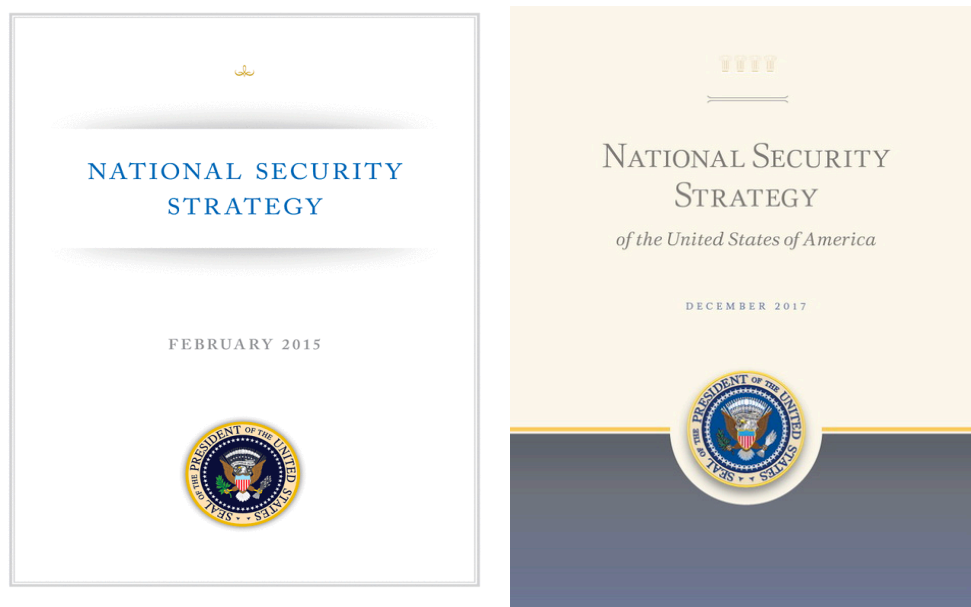 NATIONAL SECURITY
STRATEGY
FEBRUARY 2015
SEAL OF THE PRESIDENT OF THE UNITED STATES
NATIONAL SECURITY
STRATEGY
of the United States of America
DECEMBER 2017
SEAL OF THE PRESIDENT OF THE UNITED STATES